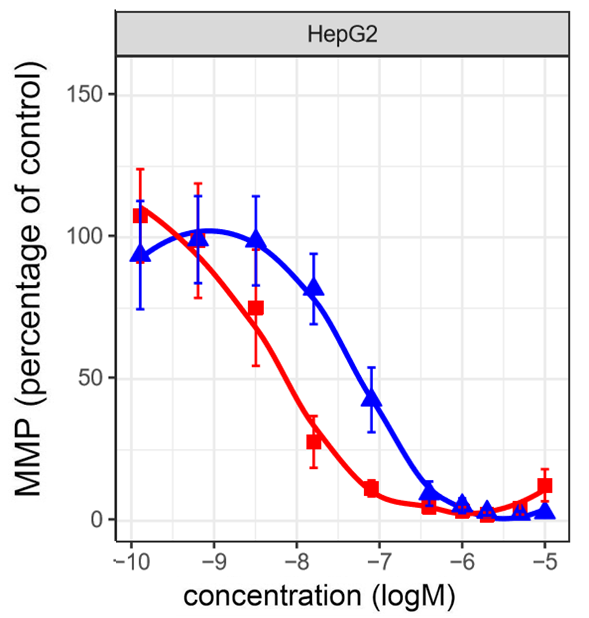 HepG2
MMP (percentage of control)
150
100
50
0
−10 −9 −8 −7 −6 −5
concentration (logM)